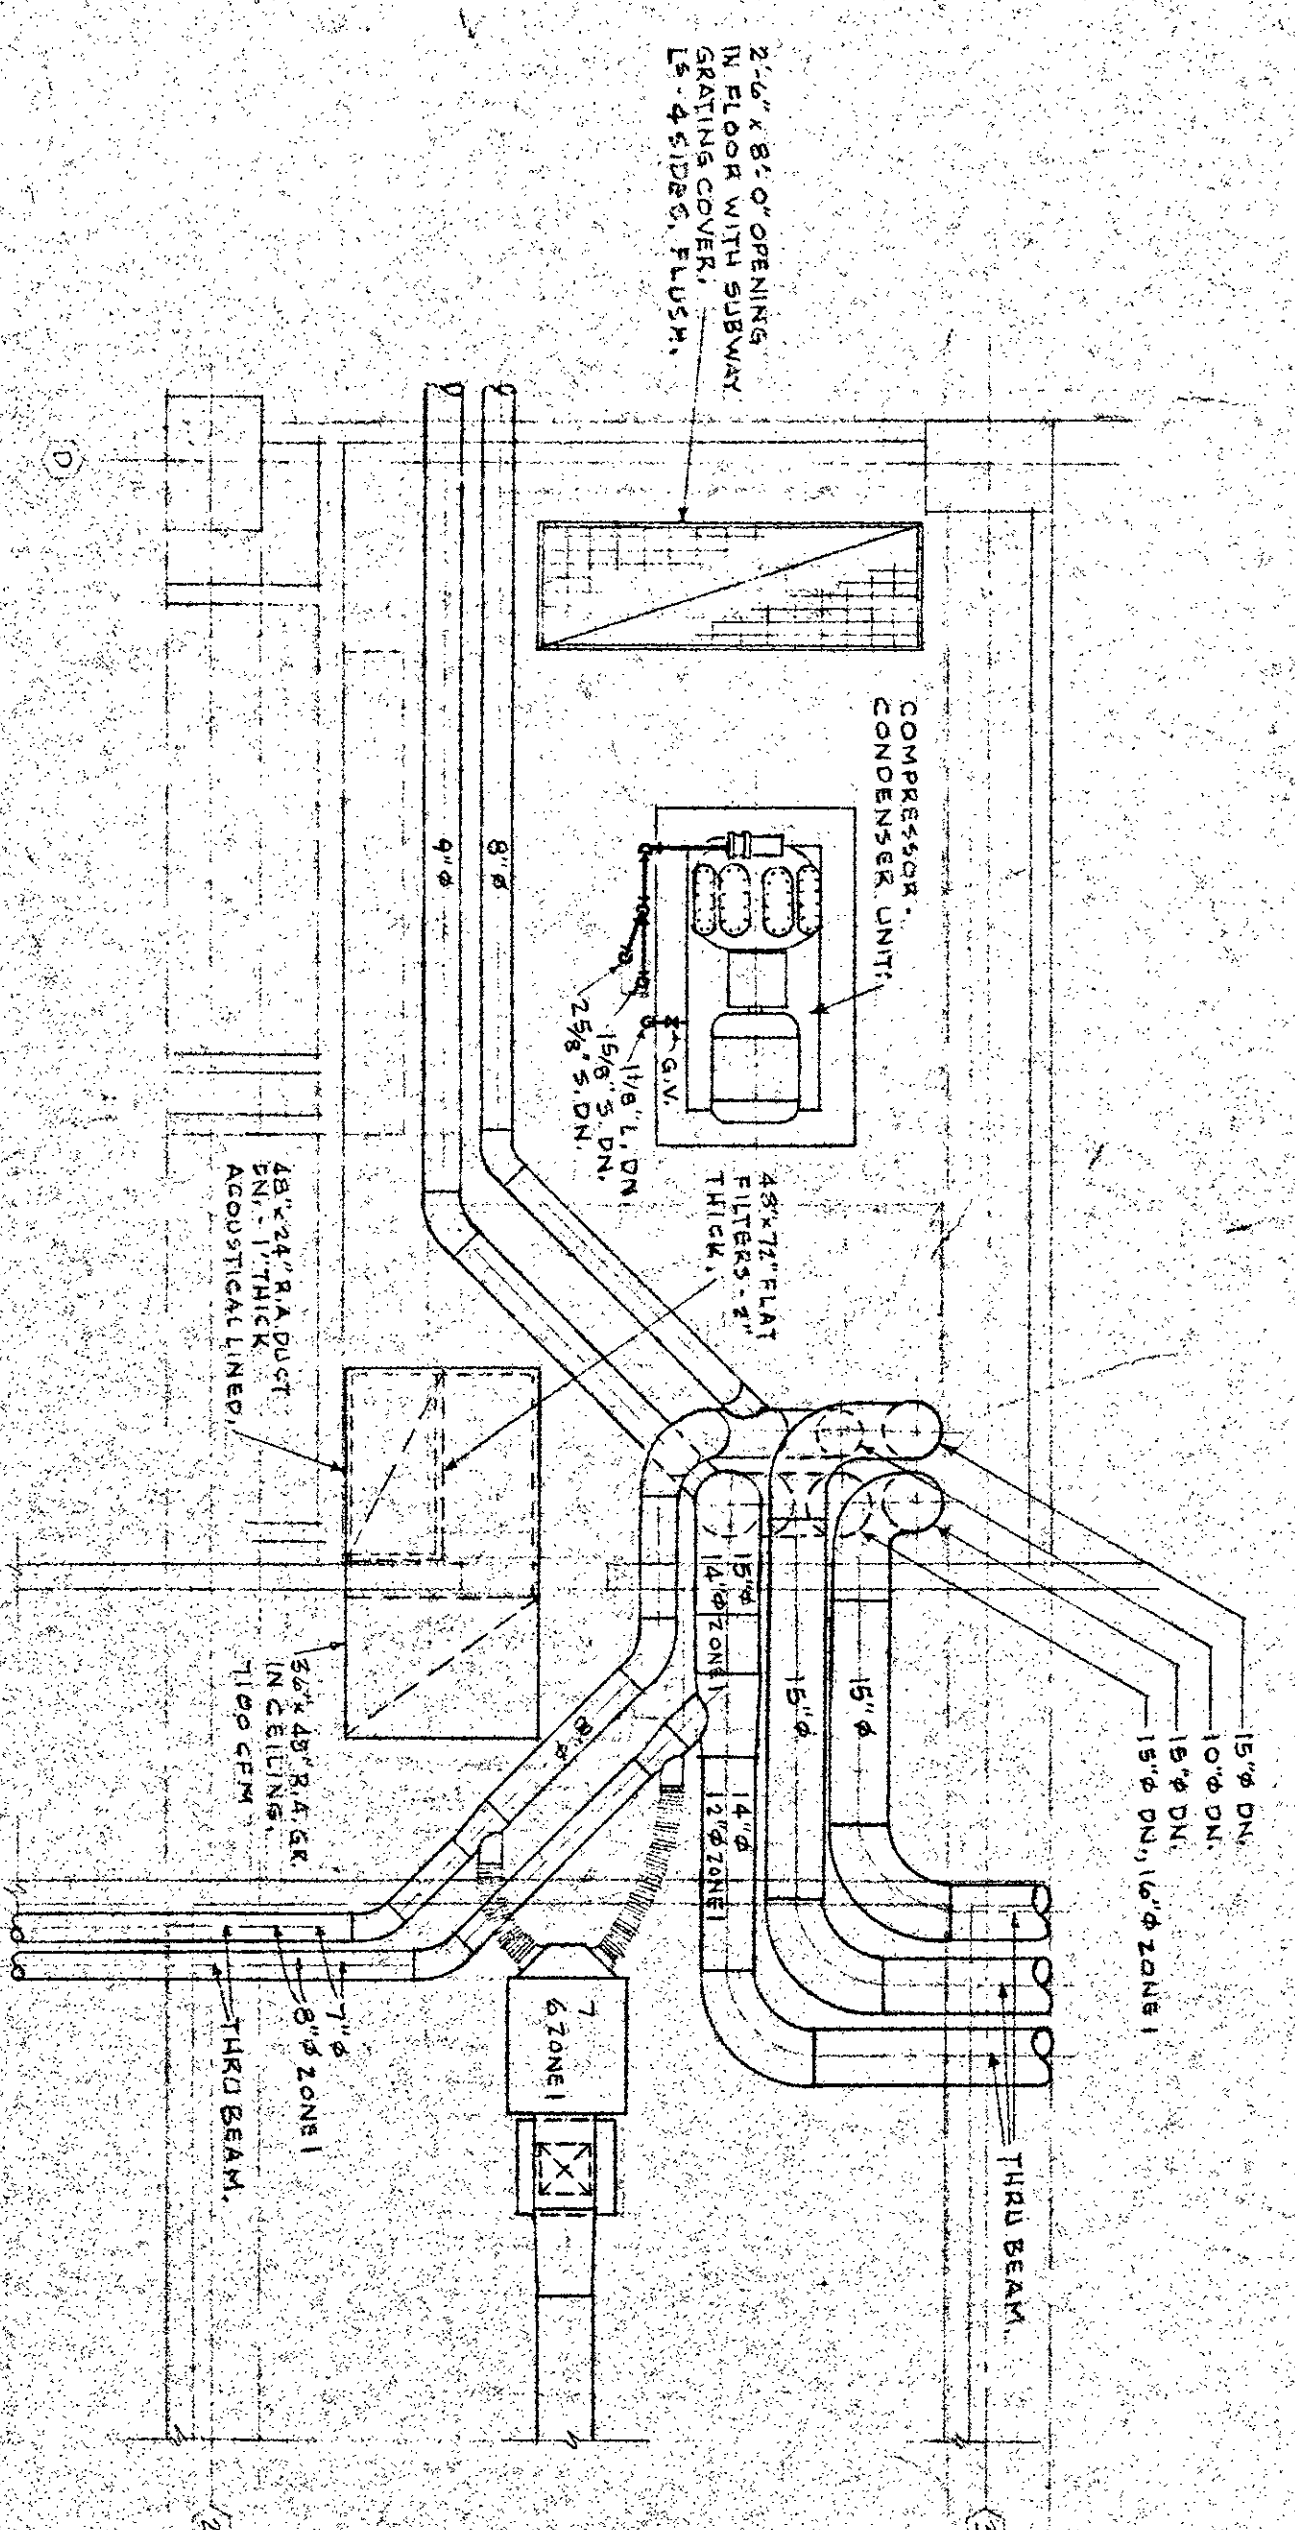 2'-6" x 8'-0" OPENING
IN FLOOR WITH SUBWAY
GRATING COVER.
LS - 4 SIDES. FLUSH.
D
COMPRESSOR -
CONDENSER UNIT.
8"φ
9"φ
G.V.
1 1/8" L. DN.
1 5/8" S. DN.
2 5/8" S. DN.
48"x72" FLAT
FILTERS - 2"
THICK.
48"x24" R.A DUCT
DN. - 1" THICK
ACOUSTICAL LINED.
15"φ DN.
10"φ DN.
15"φ DN.
15"φ DN., 16"φ ZONE 1
15"φ
15"φ
15"φ
14"φ ZONE 1
14"φ
12"φ ZONE 1
8"φ
36"x48" R.A. GR.
IN CEILING.
7100 CFM
7
6 ZONE 1
7"φ
8"φ ZONE 1
THRU BEAM.
THRU BEAM.
2